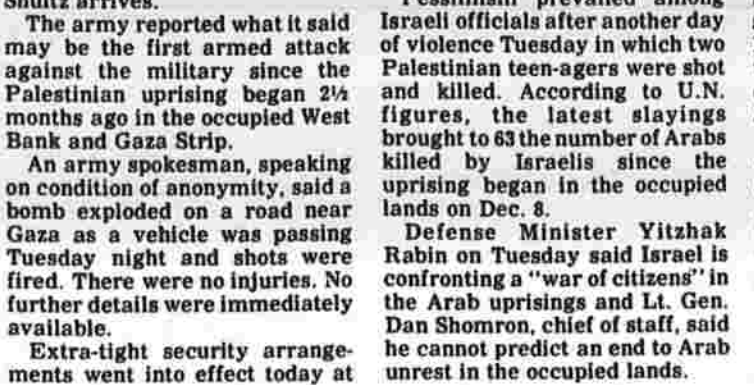 Shultz arrives.
The army reported what it said
may be the first armed attack
against the military since the
Palestinian uprising began 2½
months ago in the occupied West
Bank and Gaza Strip.
An army spokesman, speaking
on condition of anonymity, said a
bomb exploded on a road near
Gaza as a vehicle was passing
Tuesday night and shots were
fired. There were no injuries. No
further details were immediately
available.
Extra-tight security arrange-
ments went into effect today at
Pessimism prevailed among
Israeli officials after another day
of violence Tuesday in which two
Palestinian teen-agers were shot
and killed. According to U.N.
figures, the latest slayings
brought to 63 the number of Arabs
killed by Israelis since the
uprising began in the occupied
lands on Dec. 8.
Defense Minister Yitzhak
Rabin on Tuesday said Israel is
confronting a "war of citizens" in
the Arab uprisings and Lt. Gen.
Dan Shomron, chief of staff, said
he cannot predict an end to Arab
unrest in the occupied lands.